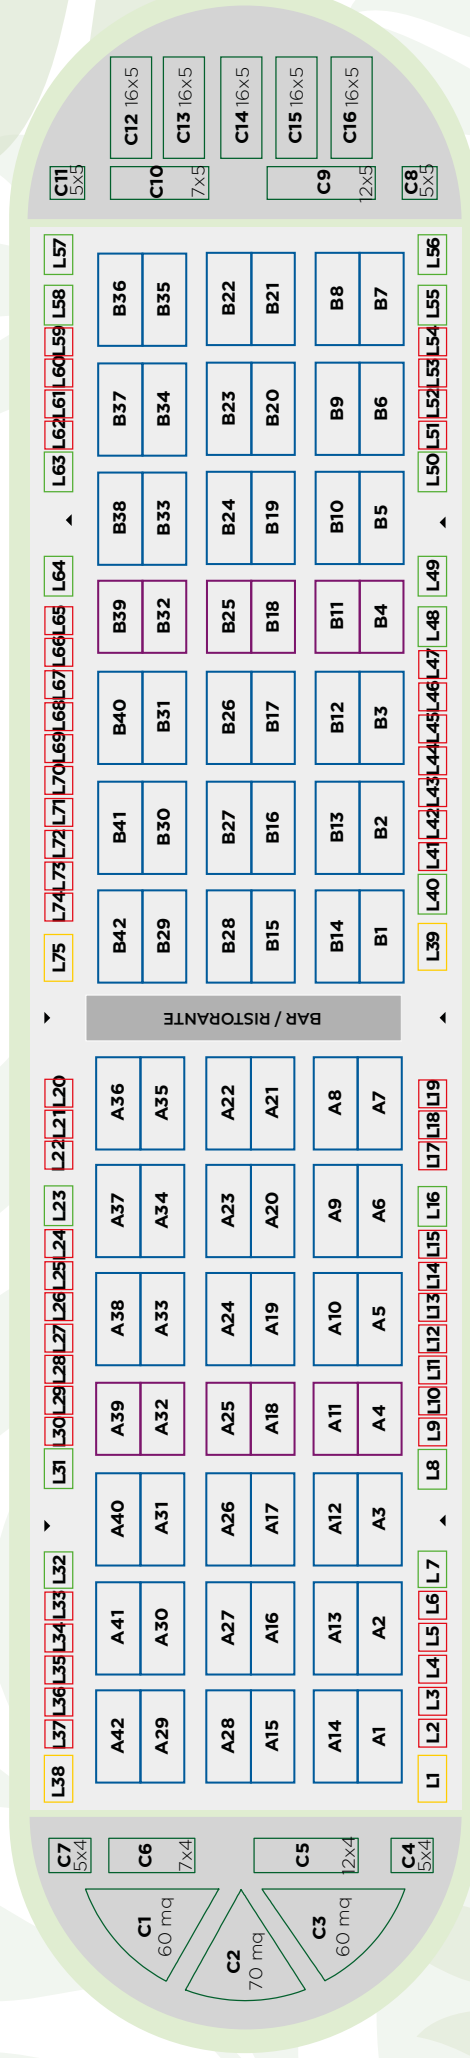 C12 16x5
C13 16x5
C14 16x5
C15 16x5
C16 16x5
C11
5x5
C10
7x5
C9
12x5
C8
5x5
L57
L58
L59
L60
L61
L62
L63
L64
L65
L66
L67
L68
L69
L70
L71
L72
L73
L74
L75
B36
B35
B22
B21
B8
B7
B37
B34
B23
B20
B9
B6
B38
B33
B24
B19
B10
B5
B39
B32
B25
B18
B11
B4
B40
B31
B26
B17
B12
B3
B41
B30
B27
B16
B13
B2
B42
B29
B28
B15
B14
B1
L56
L55
L54
L53
L52
L51
L50
L49
L48
L47
L46
L45
L44
L43
L42
L41
L40
L39
BAR / RISTORANTE
L20
L21
L22
L23
L24
L25
L26
L27
L28
L29
L30
L31
L32
L33
L34
L35
L36
L37
L38
A36
A35
A22
A21
A8
A7
A37
A34
A23
A20
A9
A6
A38
A33
A24
A19
A10
A5
A39
A32
A25
A18
A11
A4
A40
A31
A26
A17
A12
A3
A41
A30
A27
A16
A13
A2
A42
A29
A28
A15
A14
A1
L19
L18
L17
L16
L15
L14
L13
L12
L11
L10
L9
L8
L7
L6
L5
L4
L3
L2
L1
C7
5x4
C6
7x4
C5
12x4
C4
5x4
C1
60 mq
C2
70 mq
C3
60 mq